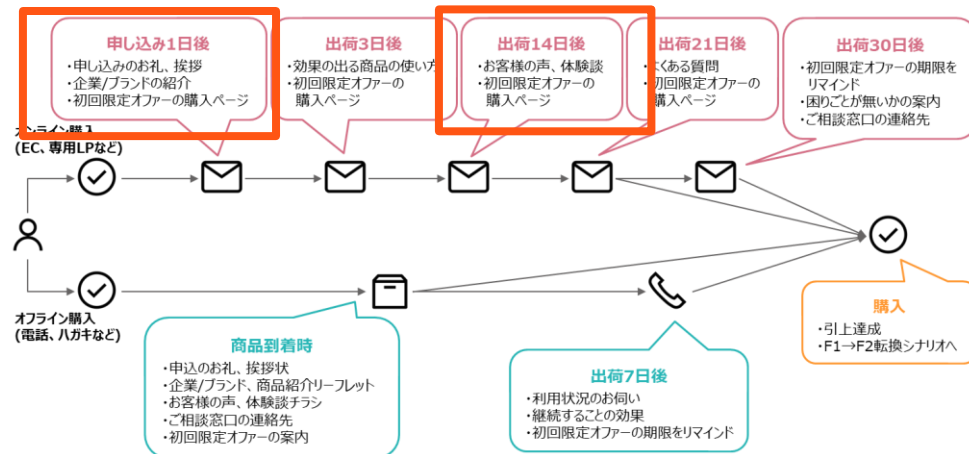 申し込み1日後
・申し込みのお礼、挨拶
・企業/ブランドの紹介
・初回限定オファーの購入ページ
出荷3日後
・効果の出る商品の使い方
・初回限定オファーの
購入ページ
出荷14日後
・お客様の声、体験談
・初回限定オファーの
購入ページ
出荷21日後
・よくある質問
・初回限定オファーの
購入ページ
出荷30日後
・初回限定オファーの期限を
リマインド
・困りごとが無いかの案内
・ご相談窓口の連絡先
オンライン購入
(EC、専用LPなど)
オフライン購入
(電話、ハガキなど)
商品到着時
・申込のお礼、挨拶状
・企業/ブランド、商品紹介リーフレット
・お客様の声、体験談チラシ
・ご相談窓口の連絡先
・初回限定オファーの案内
出荷7日後
・利用状況のお伺い
・継続することの効果
・初回限定オファーの期限をリマインド
購入
・引上達成
・F1→F2転換シナリオへ